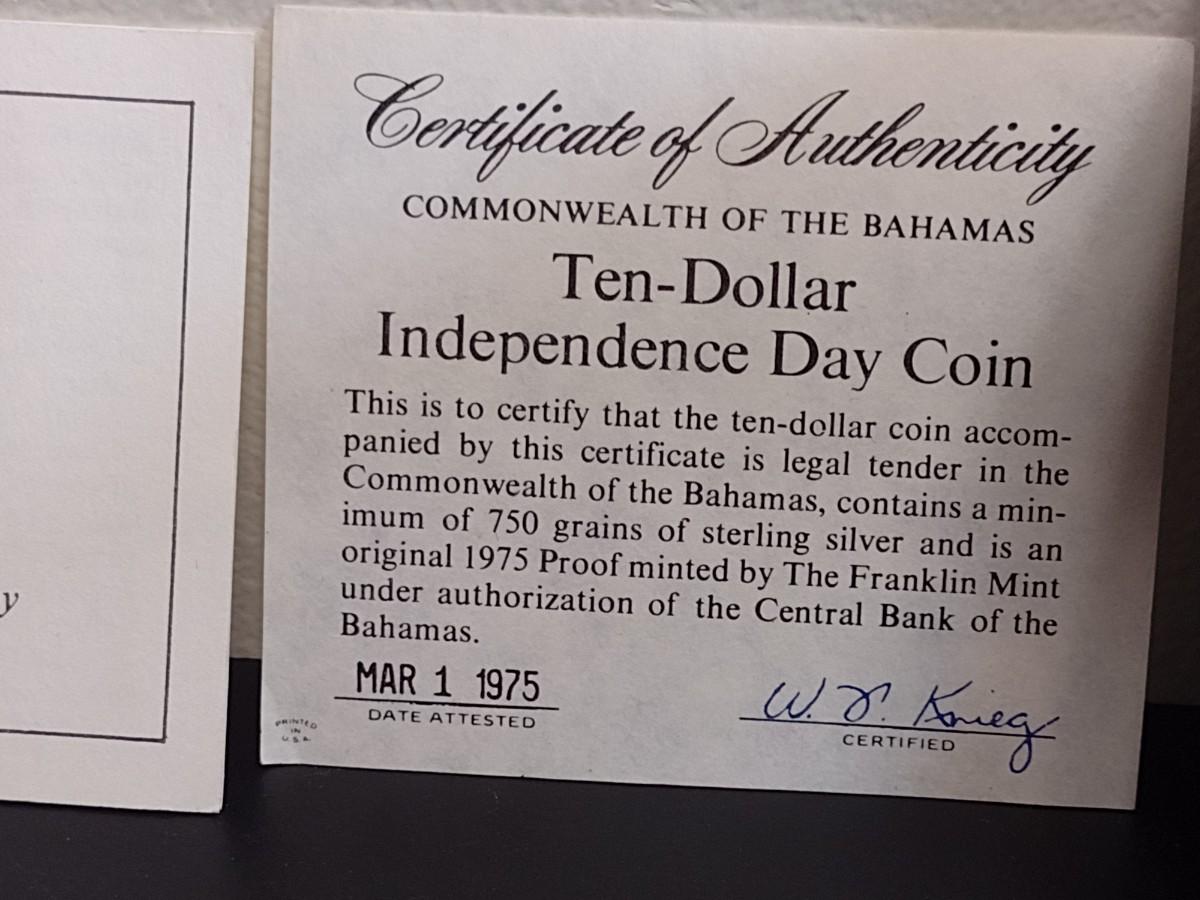 Certificate of Authenticity
COMMONWEALTH OF THE BAHAMAS
Ten-Dollar
Independence Day Coin
This is to certify that the ten-dollar coin accom-
panied by this certificate is legal tender in the
Commonwealth of the Bahamas, contains a min-
imum of 750 grains of sterling silver and is an
original 1975 Proof minted by The Franklin Mint
under authorization of the Central Bank of the
Bahamas.
MAR 1 1975
DATE ATTESTED
W. T. Krieg
CERTIFIED
PRINTED
IN
U.S.A.
y